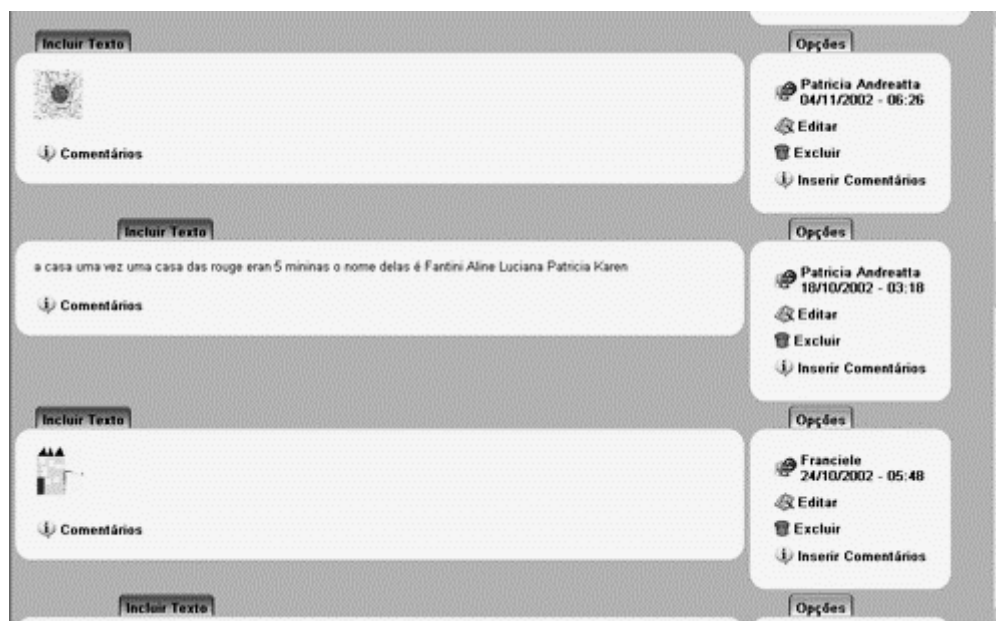 Incluir Texto
Opções
Patricia Andreatta
04/11/2002 - 06:26
Editar
Excluir
Inserir Comentários
Comentários
Incluir Texto
Opções
a casa uma vez uma casa das rouge eran 5 mininas o nome delas é Fantini Aline Luciana Patricia Karen
Comentários
Patricia Andreatta
18/10/2002 - 03:18
Editar
Excluir
Inserir Comentários
Incluir Texto
Opções
Comentários
Franciele
24/10/2002 - 05:48
Editar
Excluir
Inserir Comentários
Incluir Texto
Opções